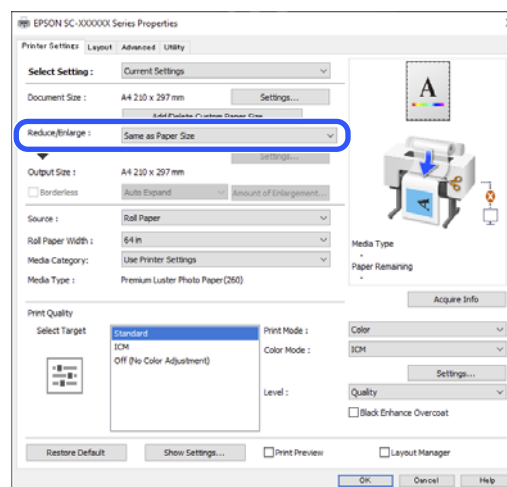 EPSON SC-XXXXXX Series Properties
Printer Settings Layout Advanced Utility
Select Setting : Current Settings
Document Size : A4 210 x 297 mm Settings...
Add/Delete Custom Paper Size
Reduce/Enlarge : Same as Paper Size
Settings...
Output Size : A4 210 x 297 mm
Borderless Auto Expand Amount of Enlargement...
Source : Roll Paper
Roll Paper Width : 64 in
Media Category: Use Printer Settings
Media Type : Premium Luster Photo Paper(260)
A
A
Media Type
-
Paper Remaining
-
Acquire Info
Print Quality
Select Target
Standard
ICM
Off (No Color Adjustment)
Print Mode : Color
Color Mode : ICM
Settings...
Level : Quality
Black Enhance Overcoat
Restore Default Show Settings... Print Preview Layout Manager
OK Cancel Help